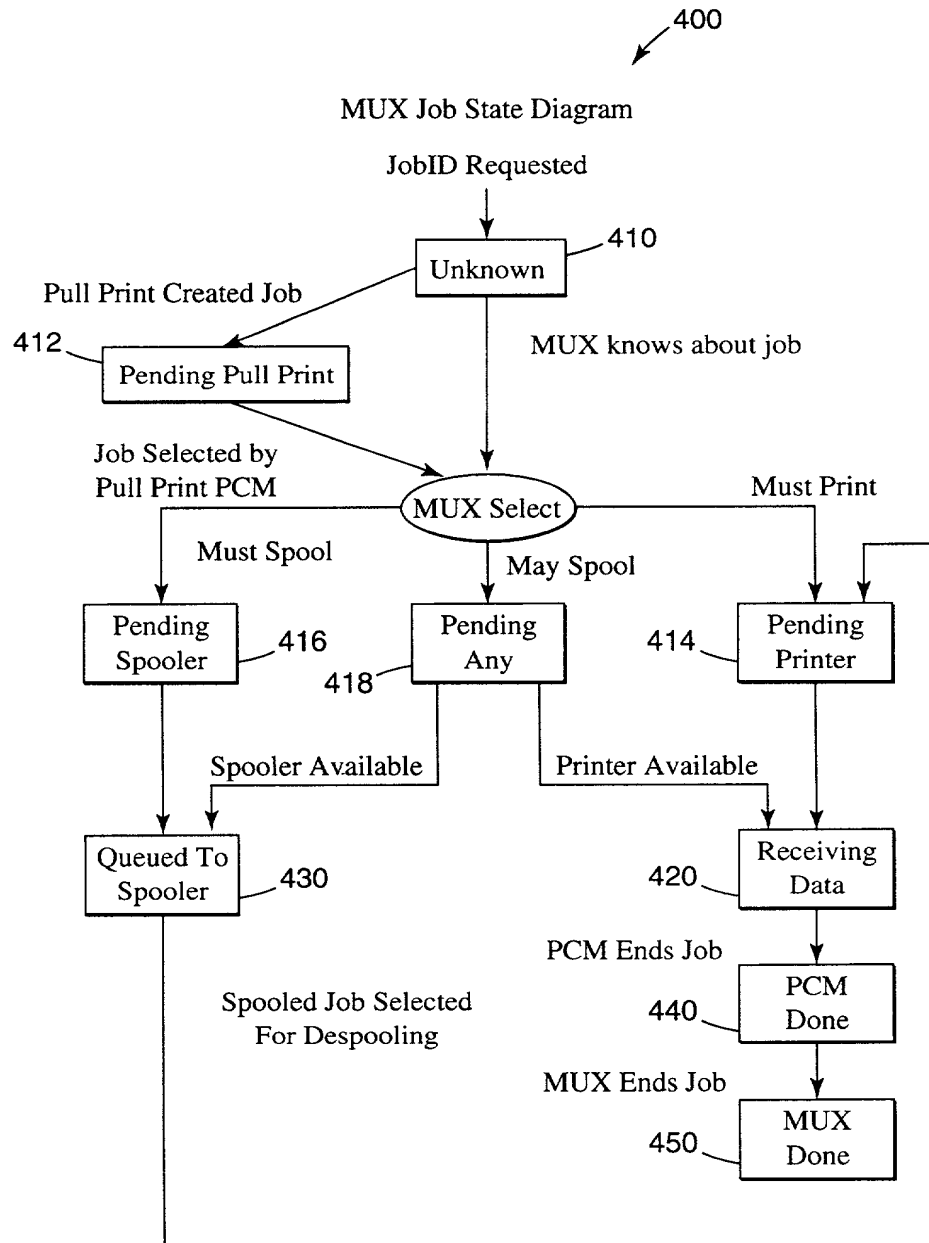 400
MUX Job State Diagram
JobID Requested
410
Unknown
Pull Print Created Job
412
Pending Pull Print
MUX knows about job
Job Selected by
Pull Print PCM
MUX Select
Must Print
Must Spool
May Spool
Pending
Spooler
416
Pending
Any
418
414
Pending
Printer
Spooler Available
Printer Available
Queued To
Spooler
430
420
Receiving
Data
PCM Ends Job
Spooled Job Selected
For Despooling
440
PCM
Done
MUX Ends Job
450
MUX
Done